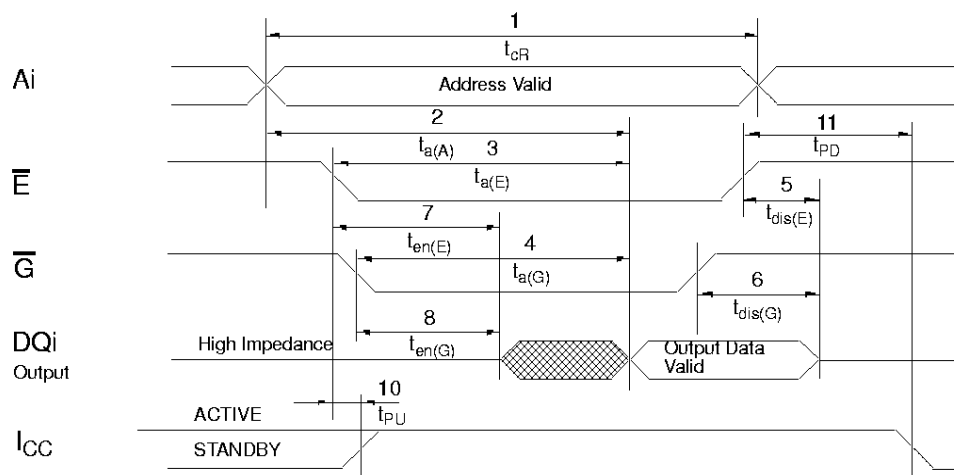 1
tcR
Ai
Address Valid
2
11
ta(A)
3
tPD
E
ta(E)
5
7
tdis(E)
ten(E)
4
G
ta(G)
6
8
tdis(G)
DQi
High Impedance
ten(G)
Output Data
Output
Valid
10
ACTIVE
tPU
ICC
STANDBY